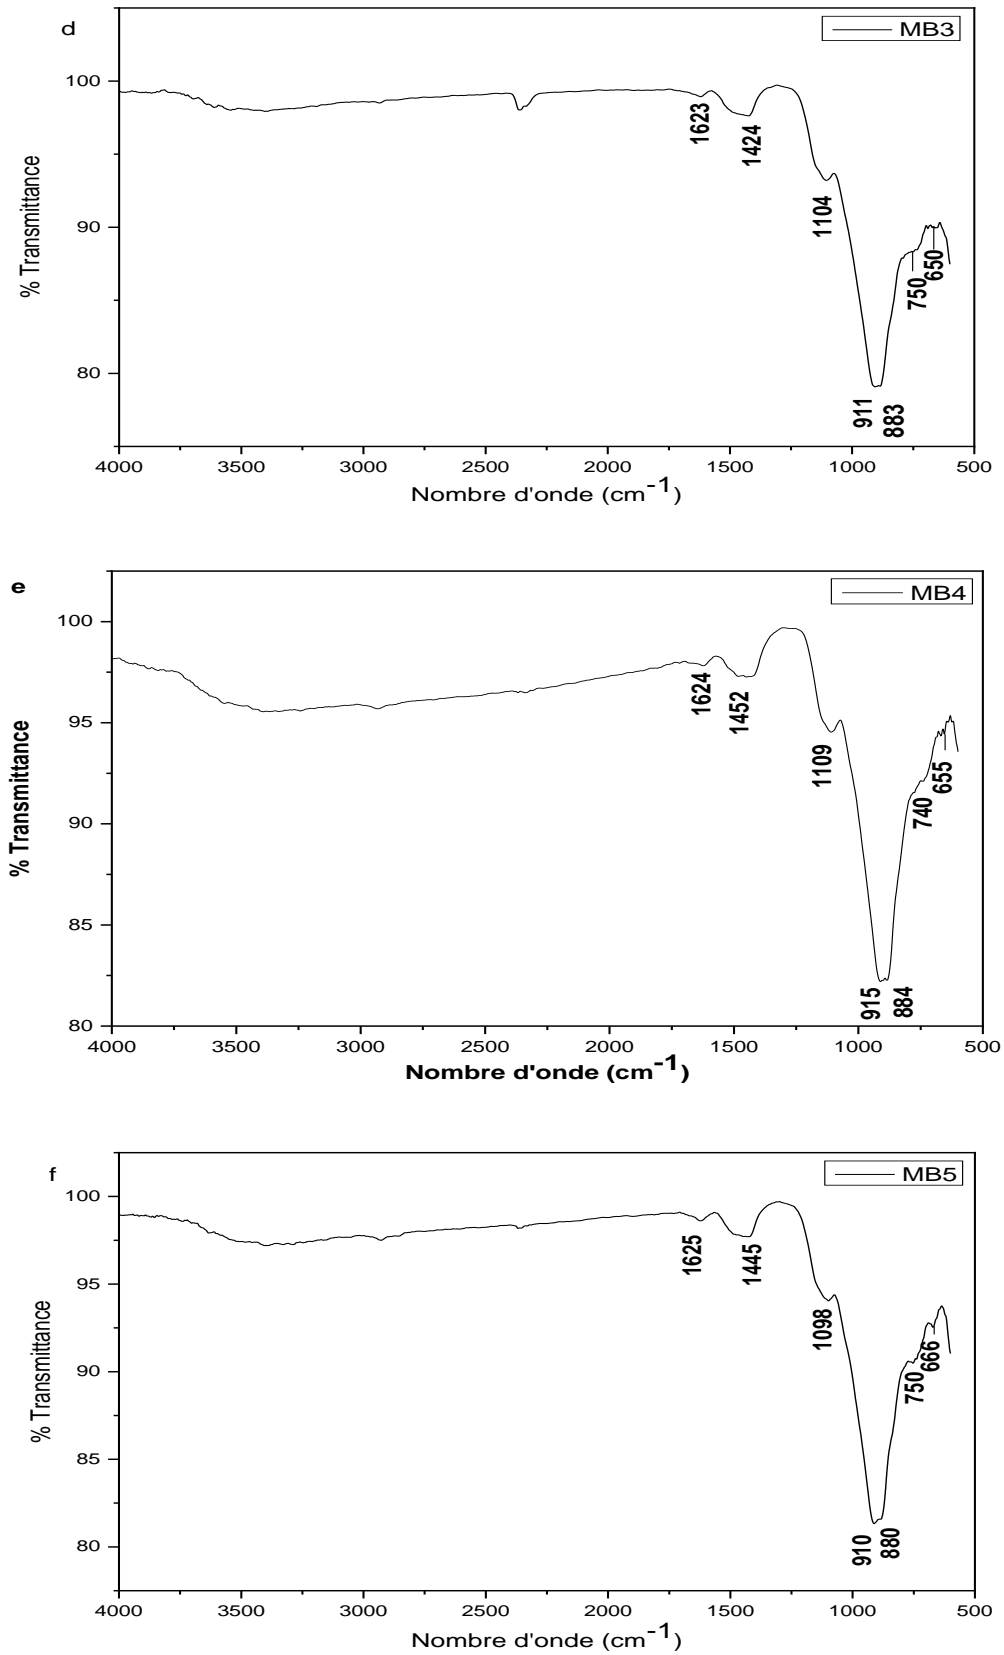 d
MB3
100
90
80
% Transmittance
1623
1424
1104
911
883
750
650
4000 3500 3000 2500 2000 1500 1000 500
Nombre d'onde (cm-1)
e
MB4
100
95
90
85
80
% Transmittance
1624
1452
1109
915
884
740
655
4000 3500 3000 2500 2000 1500 1000 500
Nombre d'onde (cm-1)
f
MB5
100
95
90
85
80
% Transmittance
1625
1445
1098
910
880
750
666
4000 3500 3000 2500 2000 1500 1000 500
Nombre d'onde (cm-1)